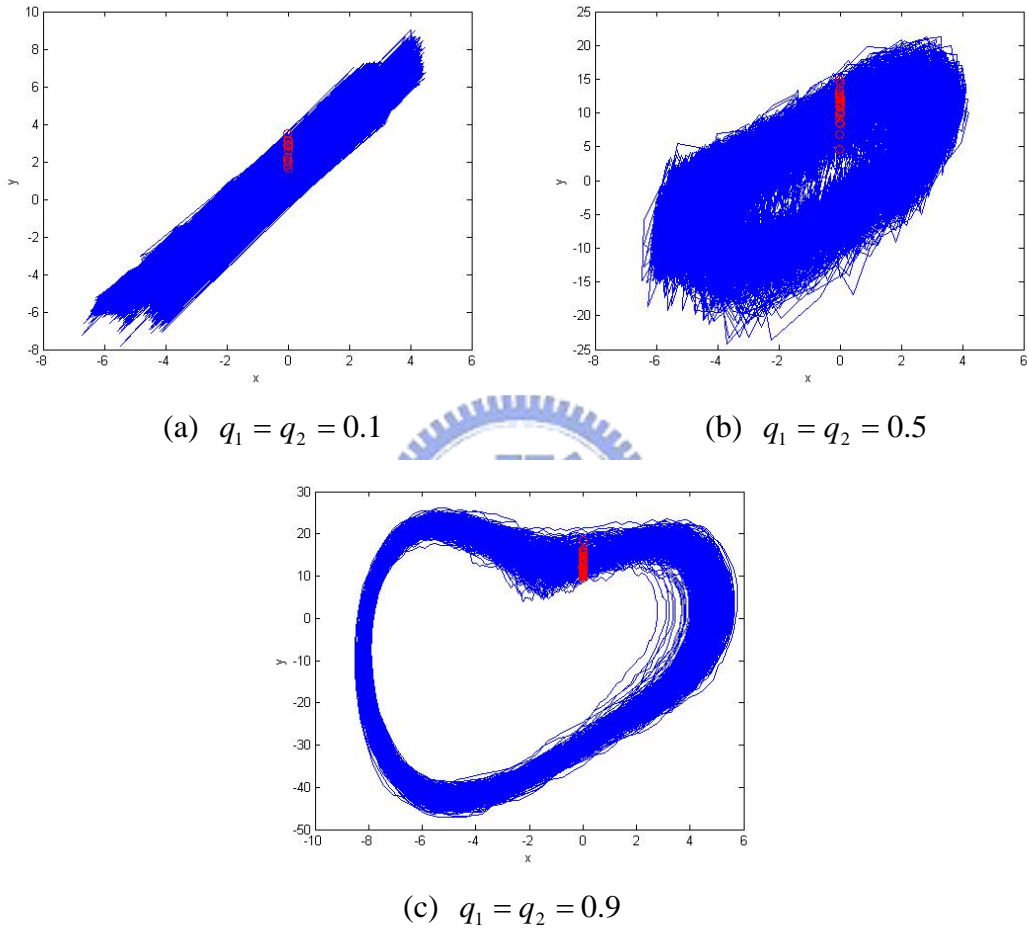 10
8
6
4
2
0
-2
-4
-6
-8
y
-8 -6 -4 -2 0 2 4 6
x
25
20
15
10
5
0
-5
-10
-15
-20
-25
y
-8 -6 -4 -2 0 2 4 6
x
(a) q₁ = q₂ = 0.1
(b) q₁ = q₂ = 0.5
30
20
10
0
-10
-20
-30
-40
-50
y
-10 -8 -6 -4 -2 0 2 4 6
x
(c) q₁ = q₂ = 0.9